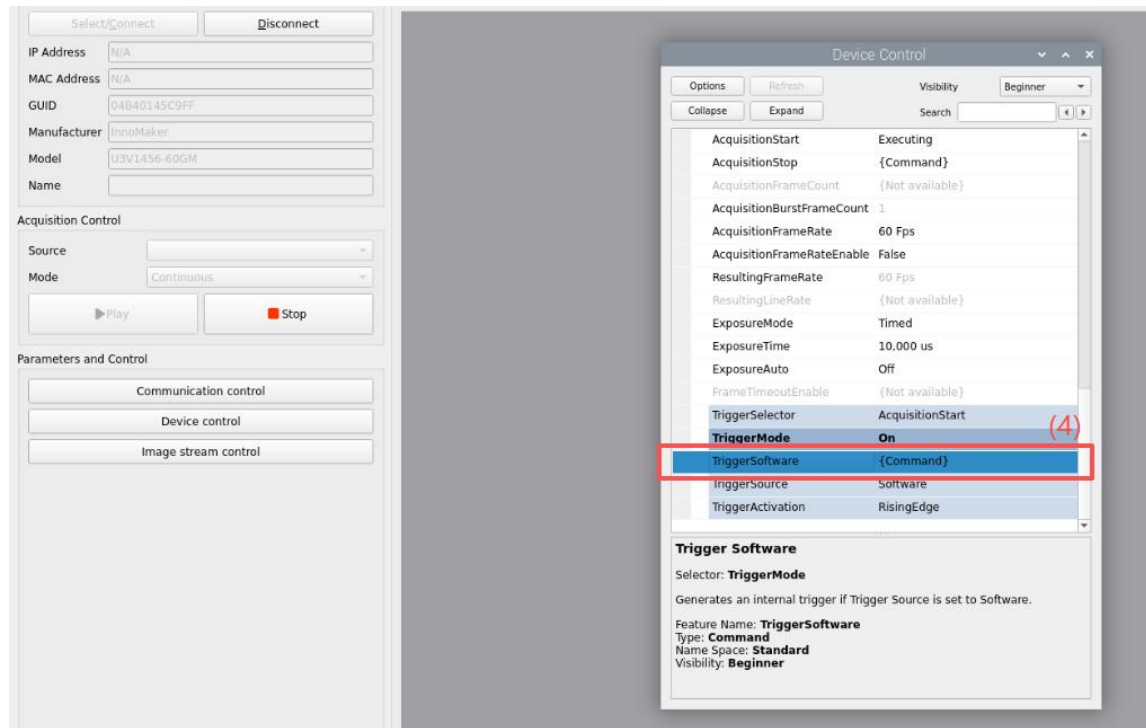 Select/Connect Disconnect
IP Address N/A
MAC Address N/A
GUID 04B40145C9FF
Manufacturer InnoMaker
Model U3V1456-60GM
Name
Acquisition Control
Source
Mode Continuous
Play Stop
Parameters and Control
Communication control
Device control
Image stream control
Device Control
Options Refresh Visibility Beginner
Collapse Expand Search
AcquisitionStart Executing
AcquisitionStop {Command}
AcquisitionFrameCount {Not available}
AcquisitionBurstFrameCount 1
AcquisitionFrameRate 60 Fps
AcquisitionFrameRateEnable False
ResultingFrameRate 60 Fps
ResultingLineRate {Not available}
ExposureMode Timed
ExposureTime 10,000 us
ExposureAuto Off
FrameTimeoutEnable {Not available}
TriggerSelector AcquisitionStart
(4)
TriggerMode On
TriggerSoftware {Command}
TriggerSource Software
TriggerActivation RisingEdge
Trigger Software
Selector: TriggerMode
Generates an internal trigger if Trigger Source is set to Software.
Feature Name: TriggerSoftware
Type: Command
Name Space: Standard
Visibility: Beginner